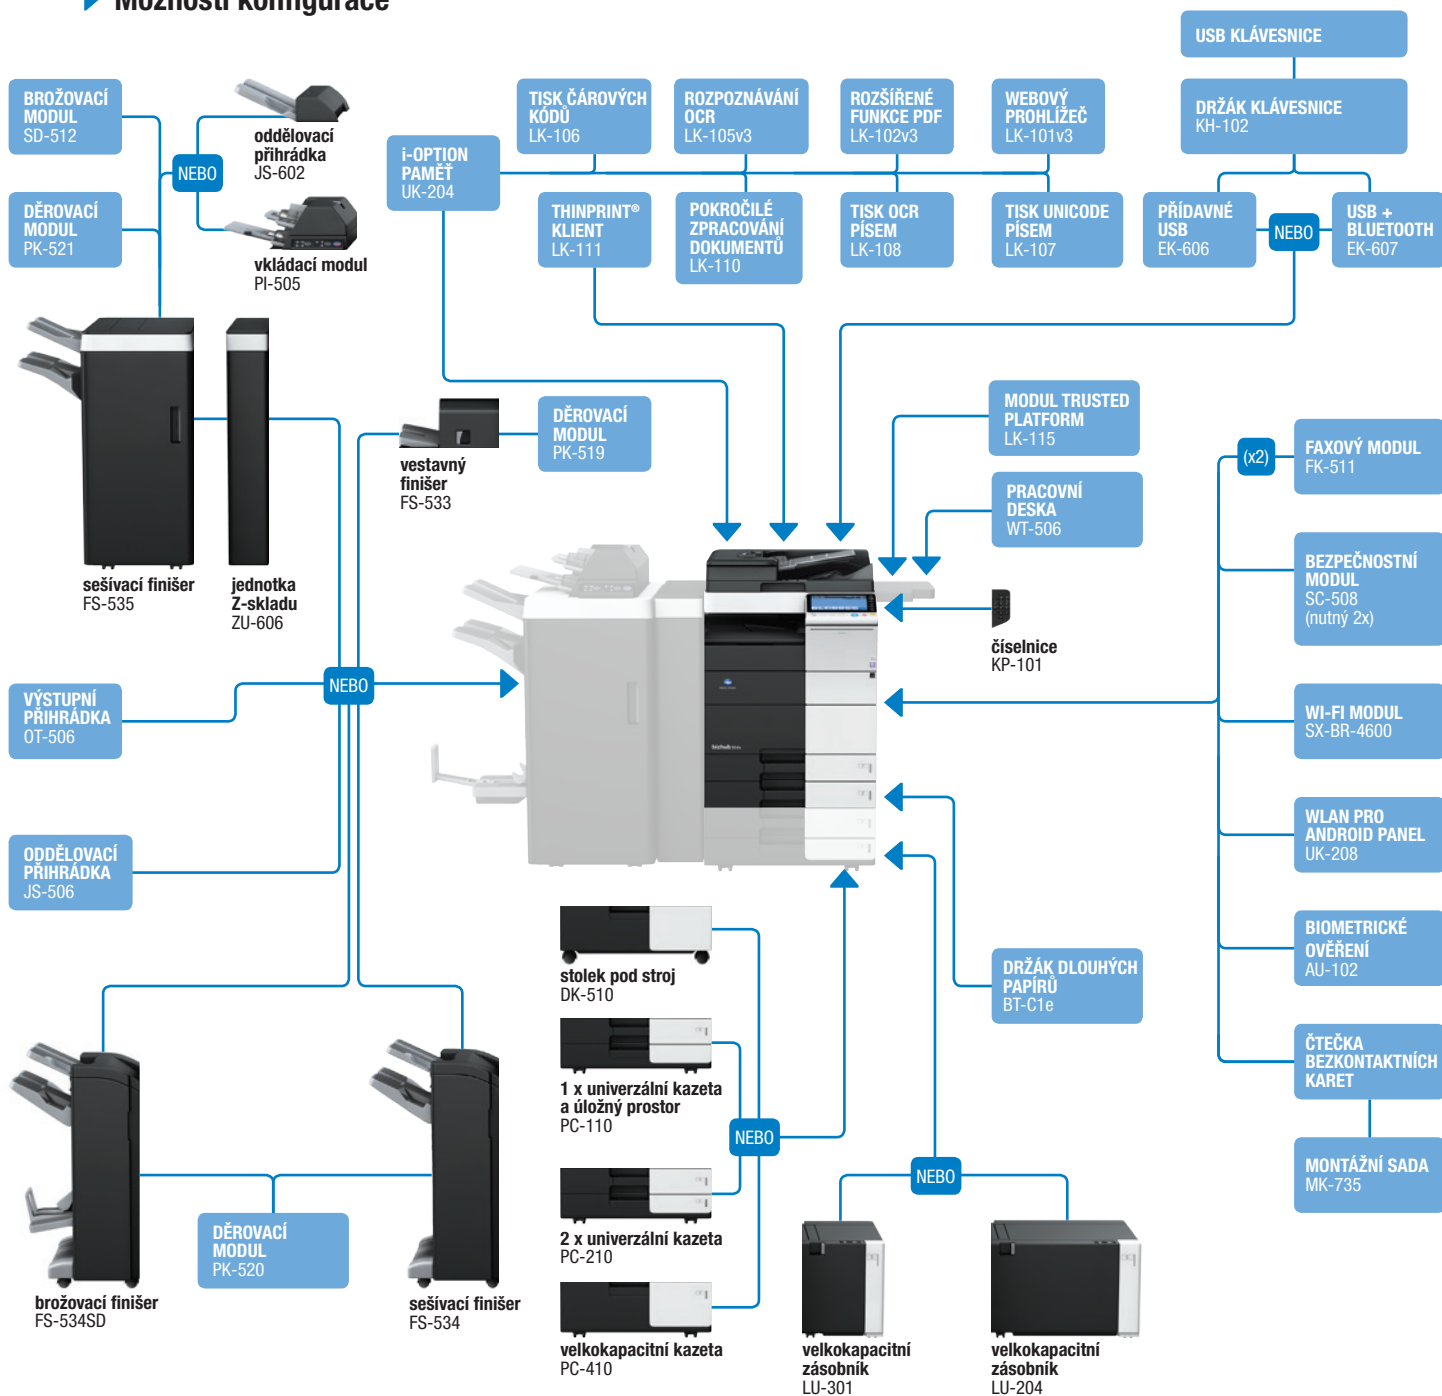 Možnosti konfigurace
USB KLÁVESNICE
BROŽOVACÍ
MODUL
SD-512
oddělovací
přihrádka
JS-602
NEBO
DĚROVACÍ
MODUL
PK-521
vkládací modul
PI-505
i-OPTION
PAMĚŤ
UK-204
TISK ČÁROVÝCH
KÓDŮ
LK-106
ROZPOZNÁVÁNÍ
OCR
LK-105v3
ROZŠÍŘENÉ
FUNKCE PDF
LK-102v3
WEBOVÝ
PROHLÍŽEČ
LK-101v3
DRŽÁK KLÁVESNICE
KH-102
THINPRINT®
KLIENT
LK-111
POKROČILÉ
ZPRACOVÁNÍ
DOKUMENTŮ
LK-110
TISK OCR
PÍSEM
LK-108
TISK UNICODE
PÍSEM
LK-107
PŘÍDAVNÉ
USB
EK-606
NEBO
USB +
BLUETOOTH
EK-607
sešívací finišer
FS-535
jednotka
Z-skladu
ZU-606
vestavný
finišer
FS-533
DĚROVACÍ
MODUL
PK-519
MODUL TRUSTED
PLATFORM
LK-115
PRACOVNÍ
DESKA
WT-506
číselnice
KP-101
(x2)
FAXOVÝ MODUL
FK-511
BEZPEČNOSTNÍ
MODUL
SC-508
(nutný 2x)
WI-FI MODUL
SX-BR-4600
WLAN PRO
ANDROID PANEL
UK-208
BIOMETRICKÉ
OVĚŘENÍ
AU-102
ČTEČKA
BEZKONTAKTNÍCH
KARET
MONTÁŽNÍ SADA
MK-735
VÝSTUPNÍ
PŘIHRÁDKA
OT-506
NEBO
ODDĚLOVACÍ
PŘIHRÁDKA
JS-506
bizhub
stolek pod stroj
DK-510
1 x univerzální kazeta
a úložný prostor
PC-110
NEBO
2 x univerzální kazeta
PC-210
velkokapacitní kazeta
PC-410
DRŽÁK DLOUHÝCH
PAPÍRŮ
BT-C1e
NEBO
velkokapacitní
zásobník
LU-301
velkokapacitní
zásobník
LU-204
DĚROVACÍ
MODUL
PK-520
brožovací finišer
FS-534SD
sešívací finišer
FS-534